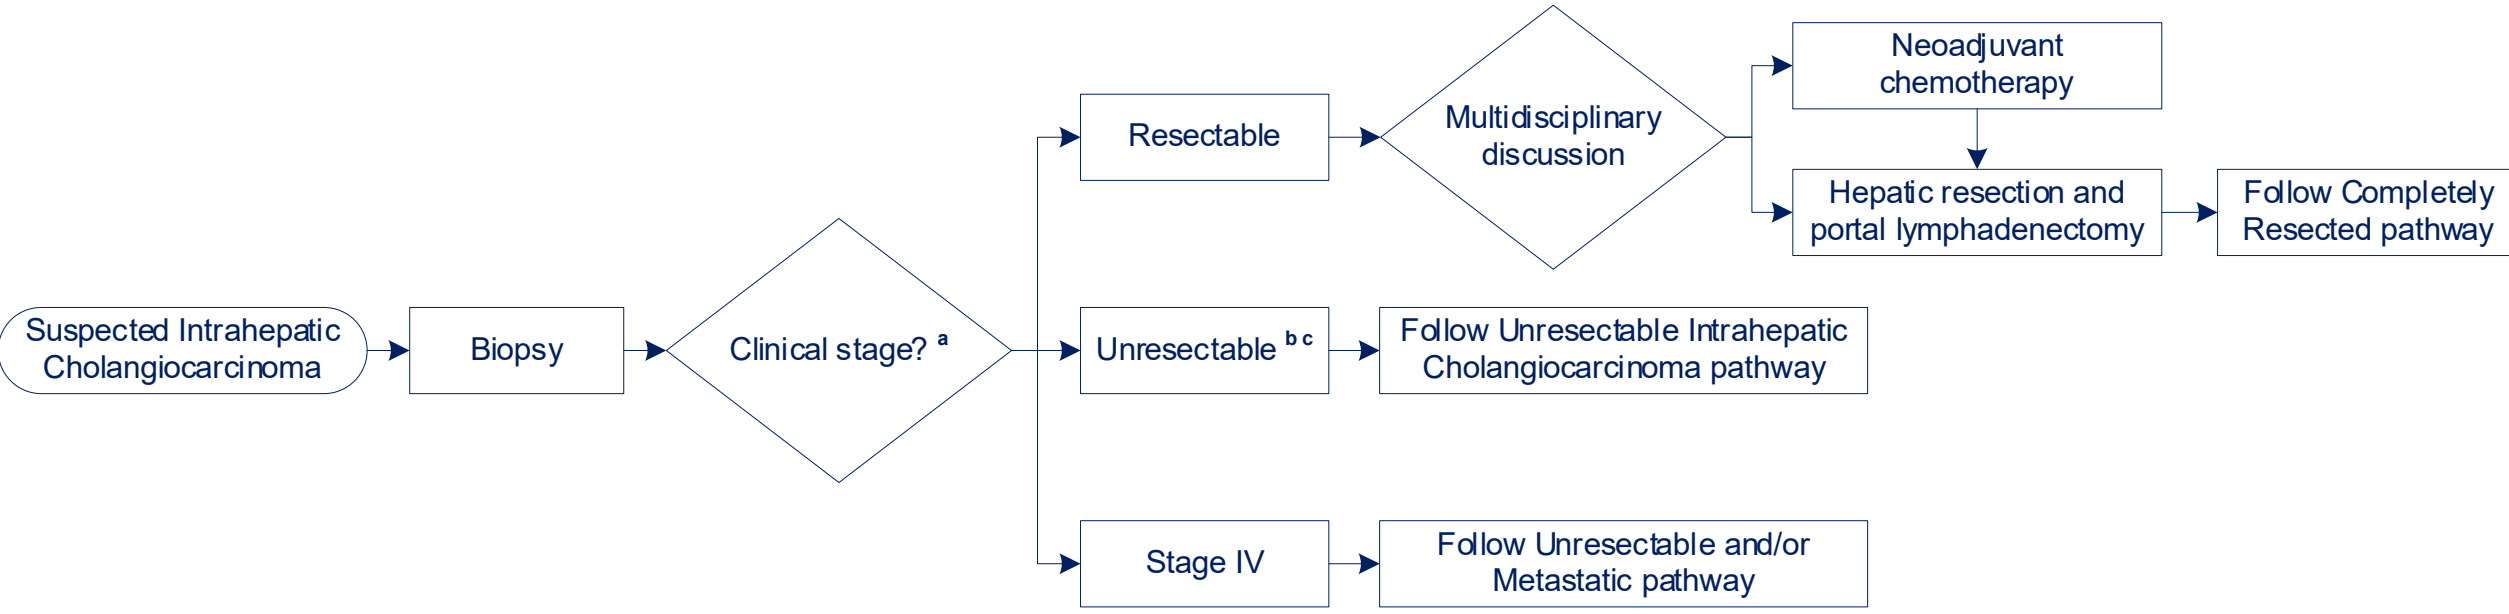 Suspected Intrahepatic
Cholangiocarcinoma
Biopsy
Clinical stage? a
Resectable
Multidisciplinary
discussion
Neoadjuvant
chemotherapy
Hepatic resection and
portal lymphadenectomy
Follow Completely
Resected pathway
Unresectable b c
Follow Unresectable Intrahepatic
Cholangiocarcinoma pathway
Stage IV
Follow Unresectable and/or
Metastatic pathway